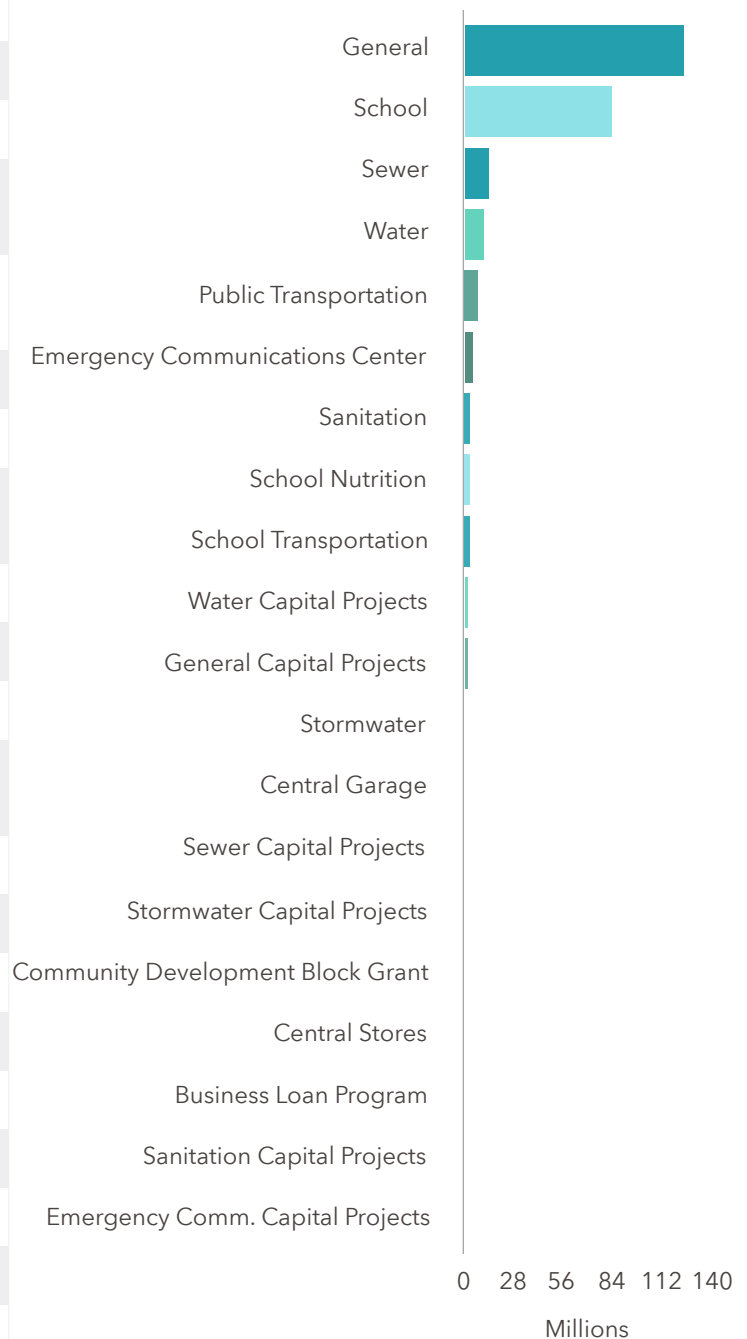 General
School
Sewer
Water
Public Transportation
Emergency Communications Center
Sanitation
School Nutrition
School Transportation
Water Capital Projects
General Capital Projects
Stormwater
Central Garage
Sewer Capital Projects
Stormwater Capital Projects
Community Development Block Grant
Central Stores
Business Loan Program
Sanitation Capital Projects
Emergency Comm. Capital Projects
0 28 56 84 112 140
Millions